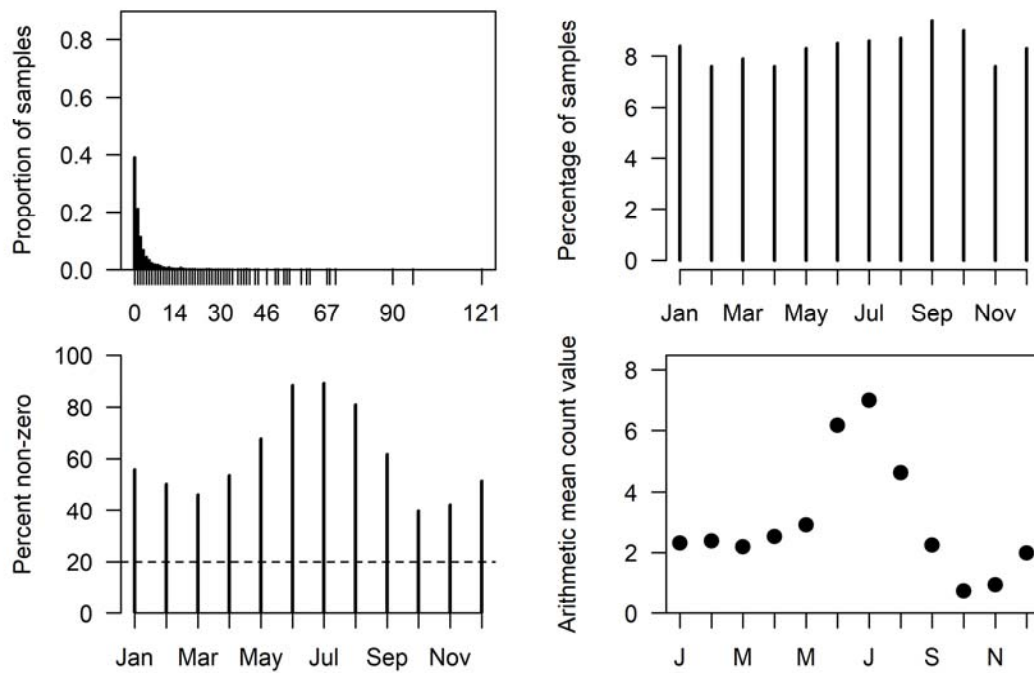 Proportion of samples
0.8
0.6
0.4
0.2
0.0
0 14 30 46 67 90 121
Percentage of samples
8
6
4
2
0
Jan Mar May Jul Sep Nov
Percent non-zero
100
80
60
40
20
0
Jan Mar May Jul Sep Nov
Arithmetic mean count value
8
6
4
2
0
J M M J S N